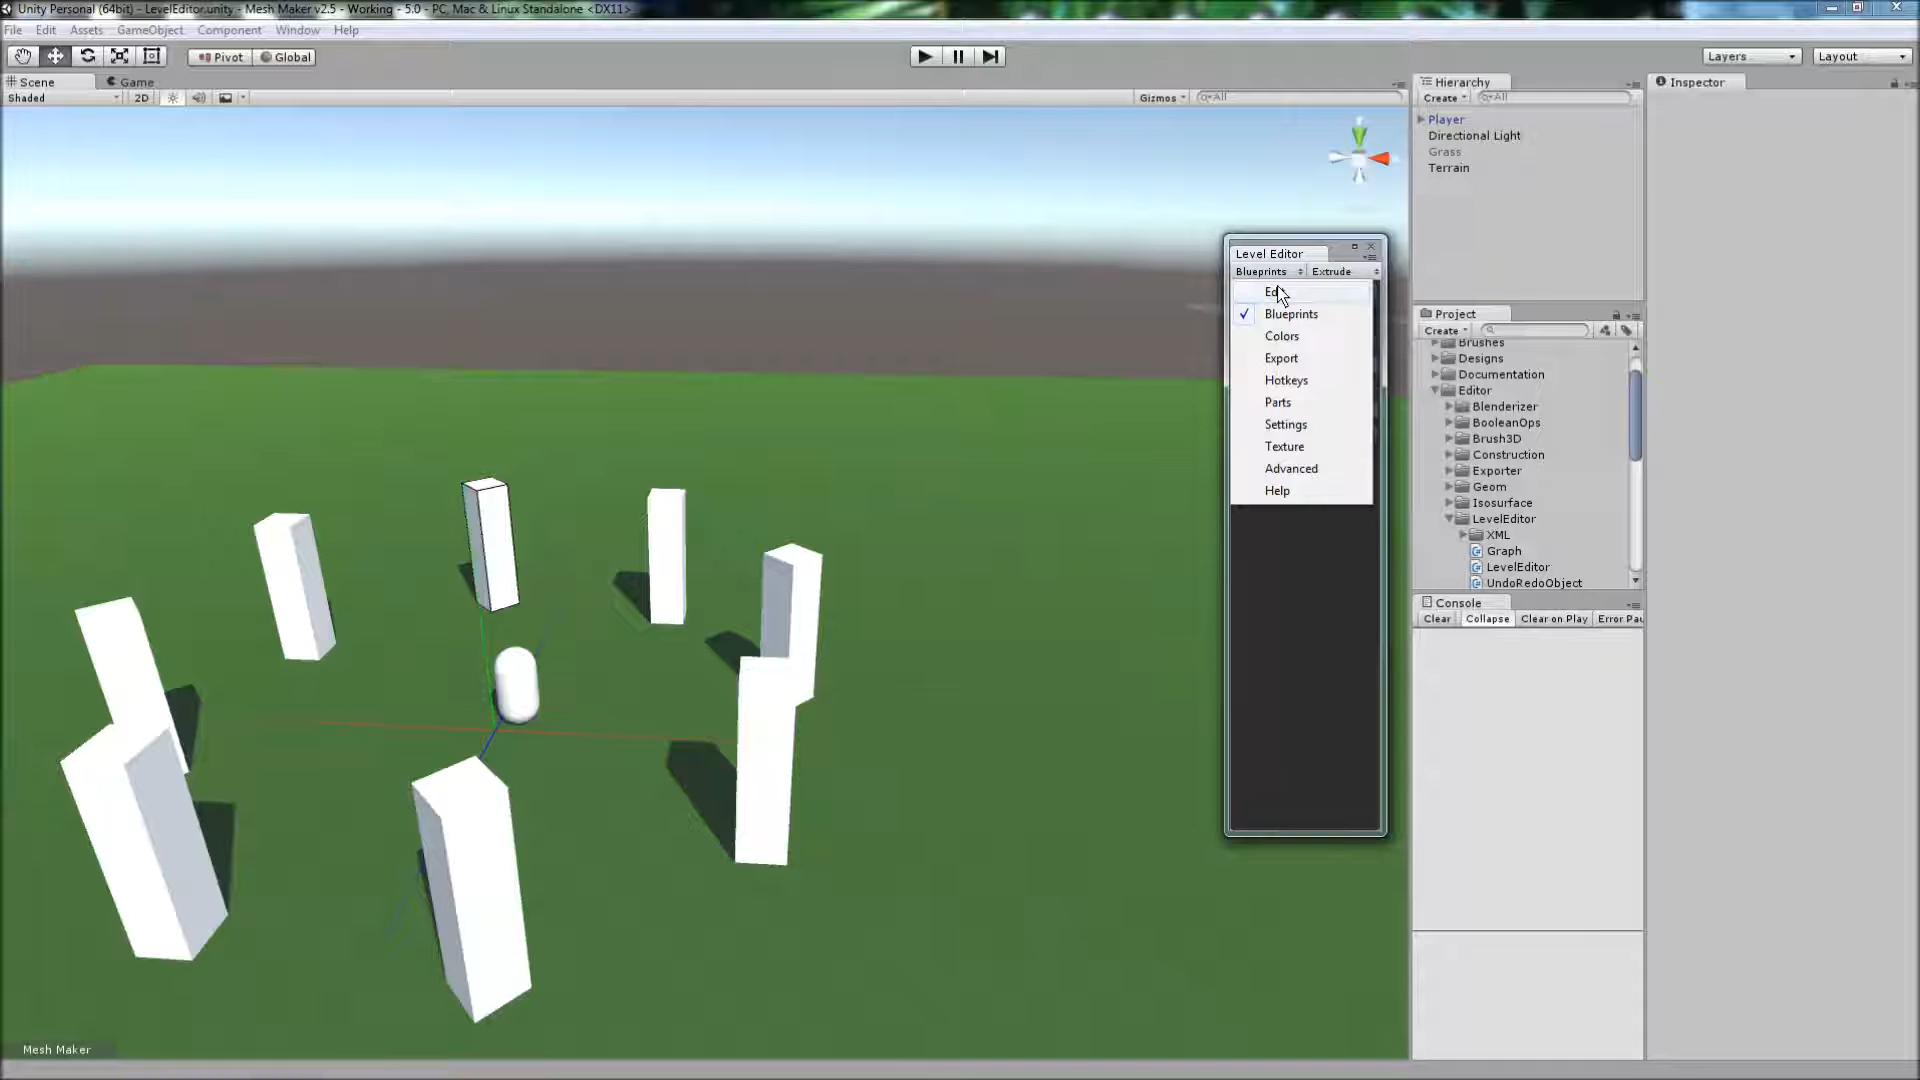 Unity Personal (64bit) - LevelEditor.unity - Mesh Maker v2.5 - Working - 5.0 - PC, Mac & Linux Standalone <DX11>
File Edit Assets GameObject Component Window Help
Pivot Global Layers Layout
Scene Game
Shaded 2D Gizmos All
Hierarchy
Create All
Player
Directional Light
Grass
Terrain
Inspector
Level Editor
Blueprints Extrude
Blueprints
Colors
Export
Hotkeys
Parts
Settings
Texture
Advanced
Help
Project
Create
Brushes
Designs
Documentation
Editor
Blenderizer
BooleanOps
Brush3D
Construction
Exporter
Geom
Isosurface
LevelEditor
XML
Graph
LevelEditor
UndoRedoObject
Console
Clear Collapse Clear on Play Error Pau
Mesh Maker